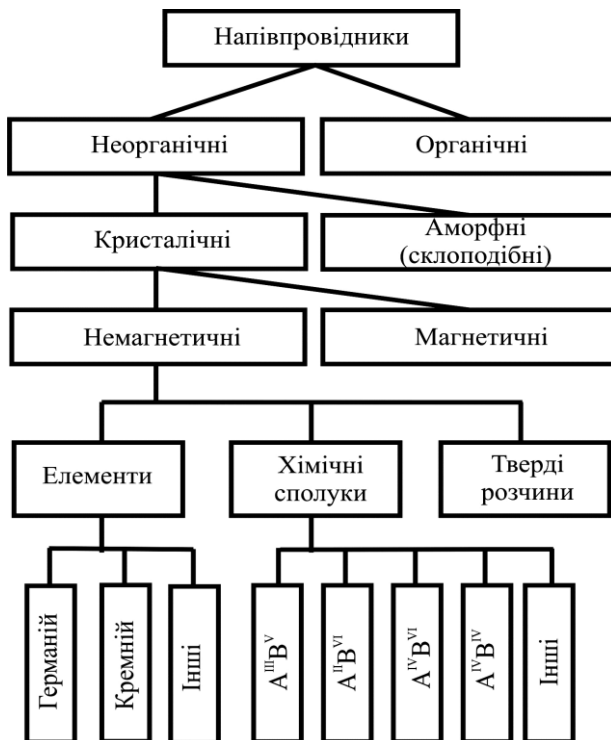 Напівпровідники
Неорганічні
Органічні
Кристалічні
Аморфні
(склоподібні)
Немагнетичні
Магнетичні
Елементи
Хімічні
сполуки
Тверді
розчини
Германій
Кремній
Інші
AᴵᴵᴵBⱽ
AᴵᴵBⱽᴵ
AᴵⱽBⱽᴵ
AᴵⱽBᴵⱽ
Інші